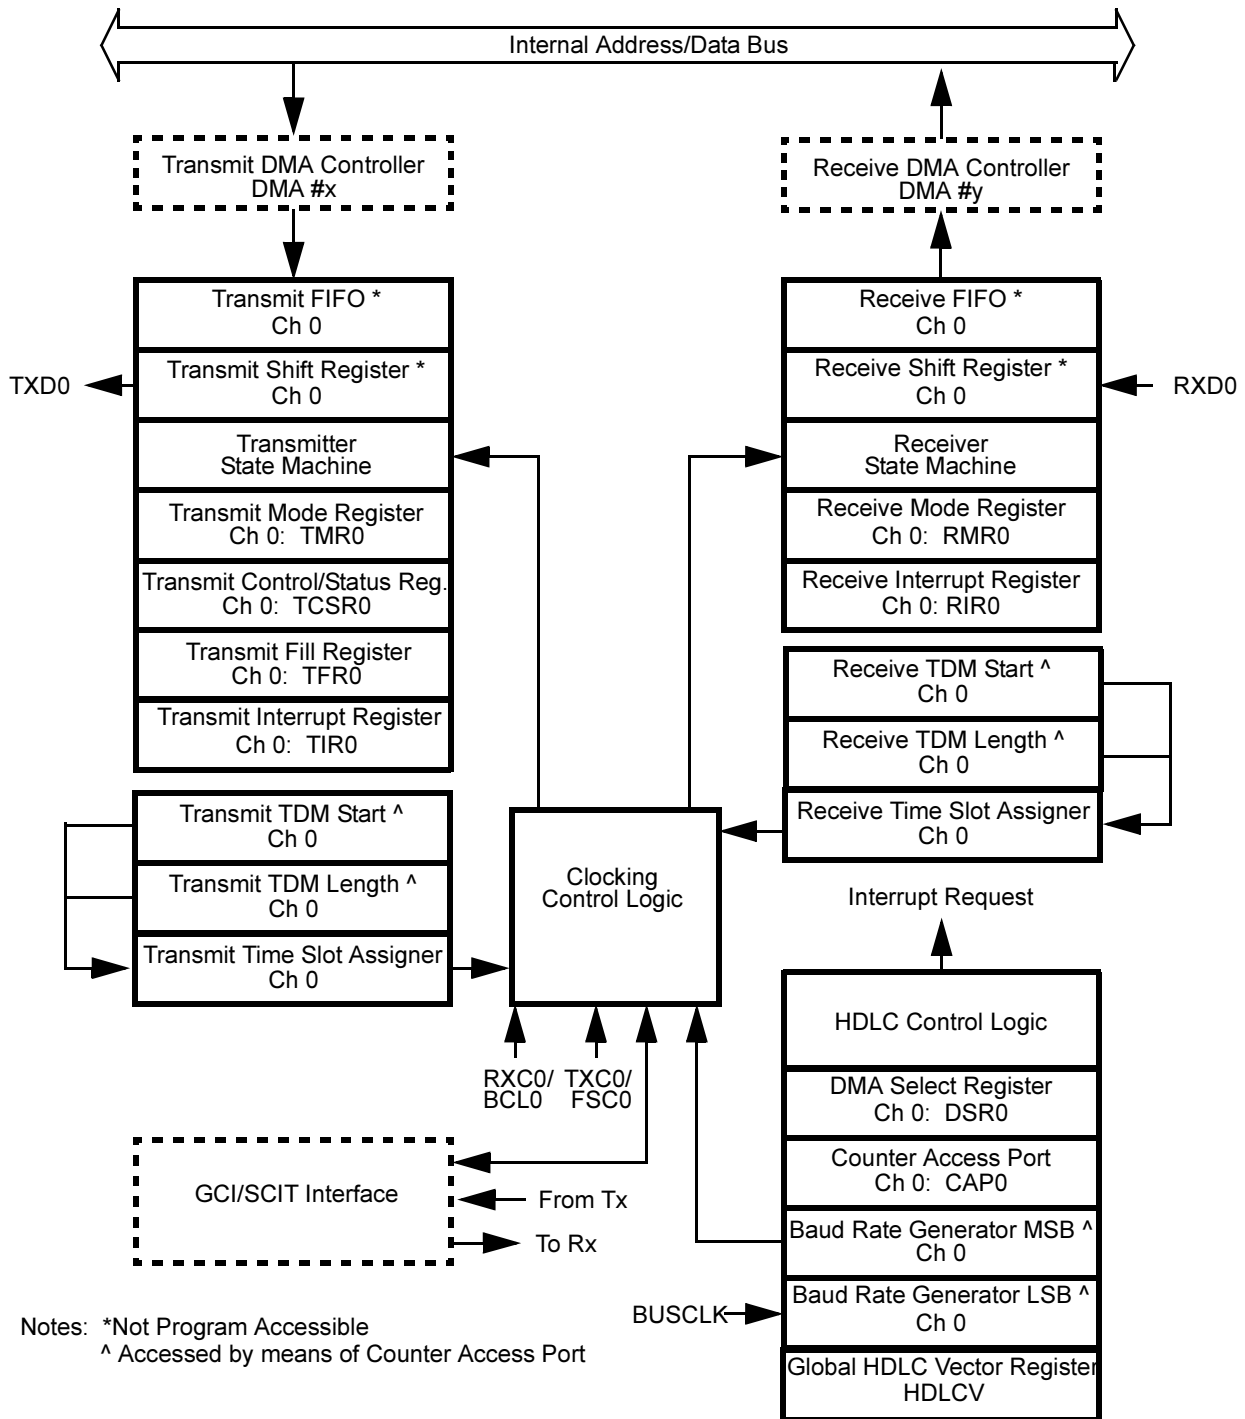 Internal Address/Data Bus
Transmit DMA Controller
DMA #x
Receive DMA Controller
DMA #y
Transmit FIFO *
Ch 0
Transmit Shift Register *
Ch 0
TXD0
Transmitter
State Machine
Transmit Mode Register
Ch 0: TMR0
Transmit Control/Status Reg.
Ch 0: TCSR0
Transmit Fill Register
Ch 0: TFR0
Transmit Interrupt Register
Ch 0: TIR0
Receive FIFO *
Ch 0
Receive Shift Register *
Ch 0
RXD0
Receiver
State Machine
Receive Mode Register
Ch 0: RMR0
Receive Interrupt Register
Ch 0: RIR0
Receive TDM Start ^
Ch 0
Receive TDM Length ^
Ch 0
Receive Time Slot Assigner
Ch 0
Transmit TDM Start ^
Ch 0
Transmit TDM Length ^
Ch 0
Transmit Time Slot Assigner
Ch 0
Clocking
Control Logic
RXC0/
BCL0
TXC0/
FSC0
Interrupt Request
HDLC Control Logic
DMA Select Register
Ch 0: DSR0
Counter Access Port
Ch 0: CAP0
Baud Rate Generator MSB ^
Ch 0
Baud Rate Generator LSB ^
Ch 0
Global HDLC Vector Register
HDLCV
GCI/SCIT Interface
From Tx
To Rx
BUSCLK
Notes: *Not Program Accessible
^ Accessed by means of Counter Access Port